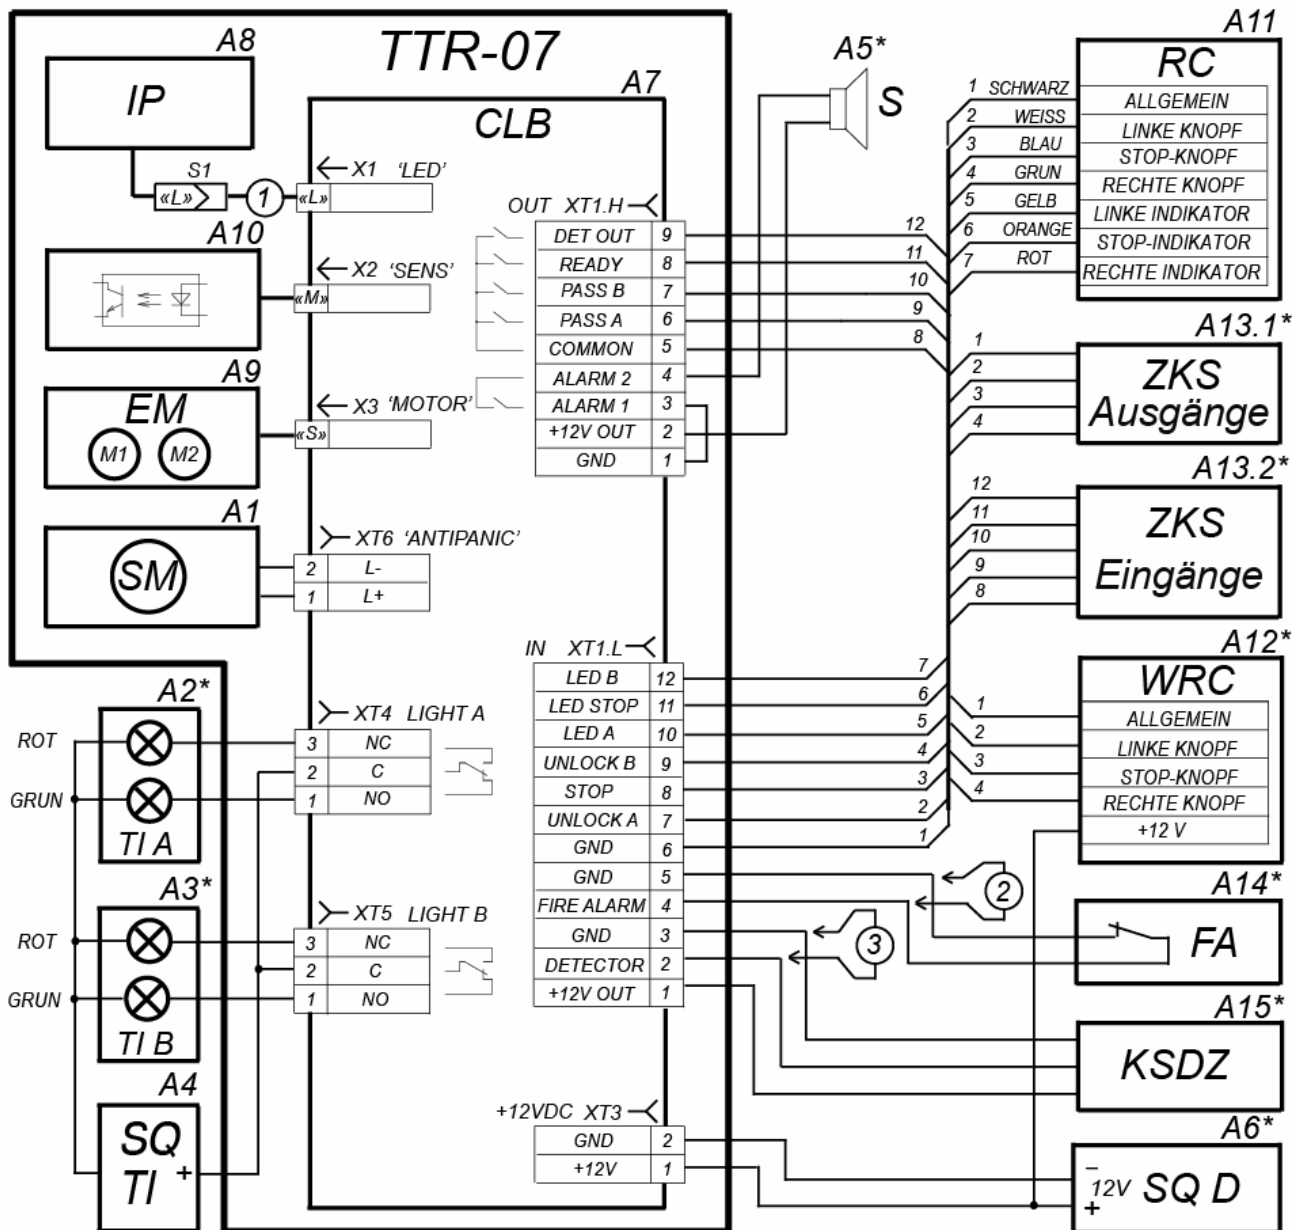 TTR-07
A8
IP
S1
«L»
1
A7
CLB
X1 'LED'
«L»
A10
X2 'SENS'
«M»
A9
EM
M1 M2
X3 'MOTOR'
«S»
A1
SM
XT6 'ANTIPANIC'
2 L-
1 L+
OUT XT1.H
DET OUT 9
READY 8
PASS B 7
PASS A 6
COMMON 5
ALARM 2 4
ALARM 1 3
+12V OUT 2
GND 1
IN XT1.L
LED B 12
LED STOP 11
LED A 10
UNLOCK B 9
STOP 8
UNLOCK A 7
GND 6
GND 5
FIRE ALARM 4
GND 3
DETECTOR 2
+12V OUT 1
+12VDC XT3
GND 2
+12V 1
A2*
ROT
GRUN
TI A
XT4 LIGHT A
3 NC
2 C
1 NO
A3*
ROT
GRUN
TI B
XT5 LIGHT B
3 NC
2 C
1 NO
A4
SQ
TI +
A5*
S
12
11
10
9
8
7
6
5
4
3
2
1
2
3
A11
RC
1 SCHWARZ ALLGEMEIN
2 WEISS LINKE KNOPF
3 BLAU STOP-KNOPF
4 GRUN RECHTE KNOPF
5 GELB LINKE INDIKATOR
6 ORANGE STOP-INDIKATOR
7 ROT RECHTE INDIKATOR
A13.1*
1
2
3
4
ZKS
Ausgänge
A13.2*
12
11
10
9
8
ZKS
Eingänge
A12*
WRC
1 ALLGEMEIN
2 LINKE KNOPF
3 STOP-KNOPF
4 RECHTE KNOPF
+12 V
A14*
FA
A15*
KSDZ
A6*
–
12V SQ D
+